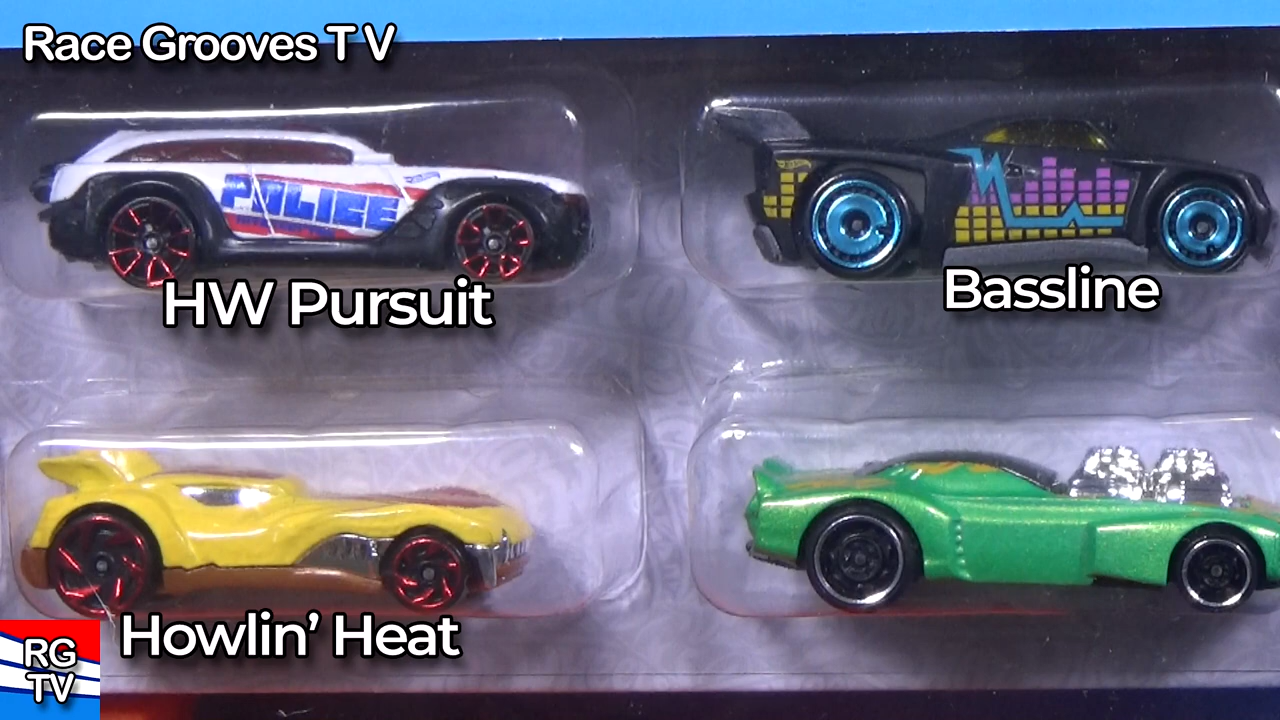 Race Grooves T V
POLICE
HW Pursuit
Bassline
Howlin' Heat
RG
TV